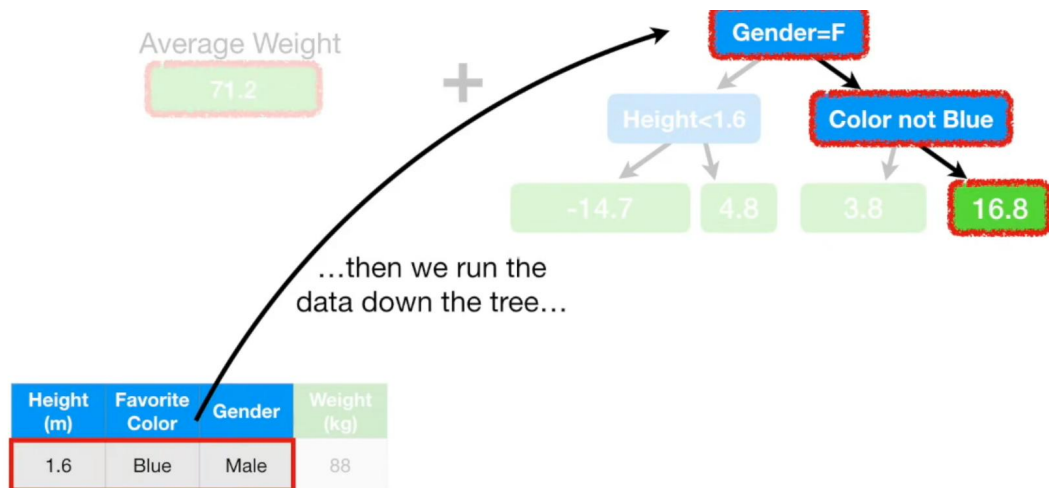 Average Weight
71.2
+
Gender=F
Height<1.6
Color not Blue
-14.7
4.8
3.8
16.8
…then we run the
data down the tree…
Height
(m)
Favorite
Color
Gender
Weight
(kg)
1.6
Blue
Male
88